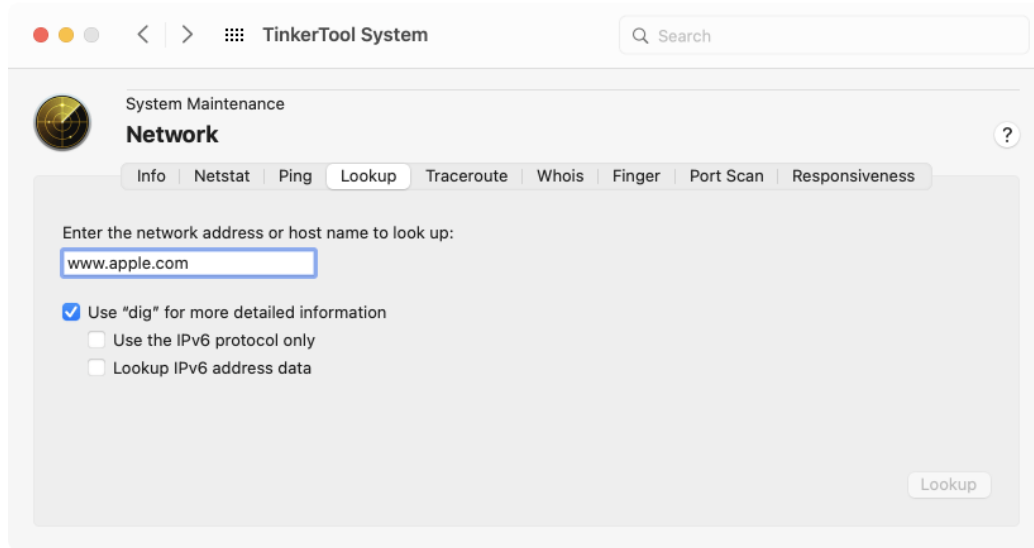 TinkerTool System
Search
System Maintenance
Network
?
Info Netstat Ping Lookup Traceroute Whois Finger Port Scan Responsiveness
Enter the network address or host name to look up:
www.apple.com
Use “dig” for more detailed information
Use the IPv6 protocol only
Lookup IPv6 address data
Lookup